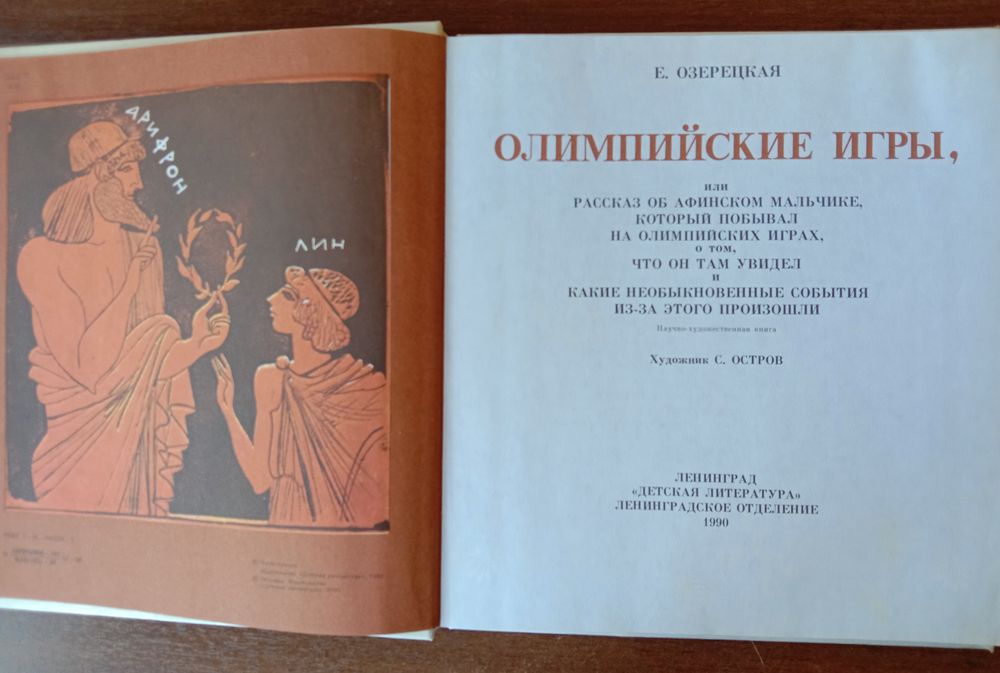 АРИФРОН
ЛИН
Е. ОЗЕРЕЦКАЯ
ОЛИМПИЙСКИЕ ИГРЫ,
или
РАССКАЗ ОБ АФИНСКОМ МАЛЬЧИКЕ,
КОТОРЫЙ ПОБЫВАЛ
НА ОЛИМПИЙСКИХ ИГРАХ,
о том,
ЧТО ОН ТАМ УВИДЕЛ
и
КАКИЕ НЕОБЫКНОВЕННЫЕ СОБЫТИЯ
ИЗ-ЗА ЭТОГО ПРОИЗОШЛИ
Научно-художественная книга
Художник С. ОСТРОВ
ЛЕНИНГРАД
«ДЕТСКАЯ ЛИТЕРАТУРА»
ЛЕНИНГРАДСКОЕ ОТДЕЛЕНИЕ
1990